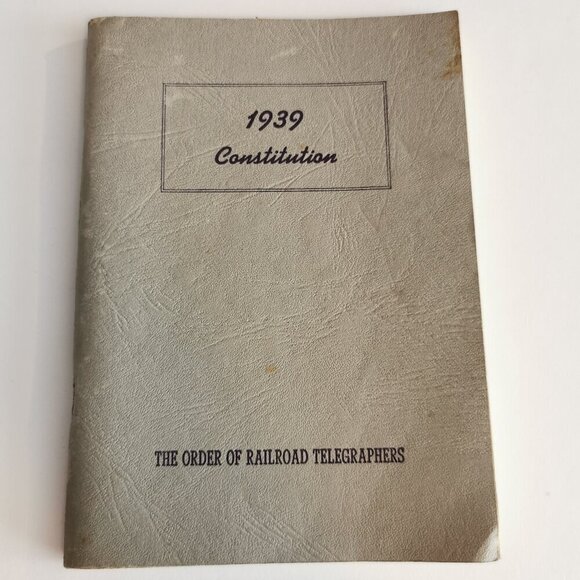 1939
Constitution
THE ORDER OF RAILROAD TELEGRAPHERS